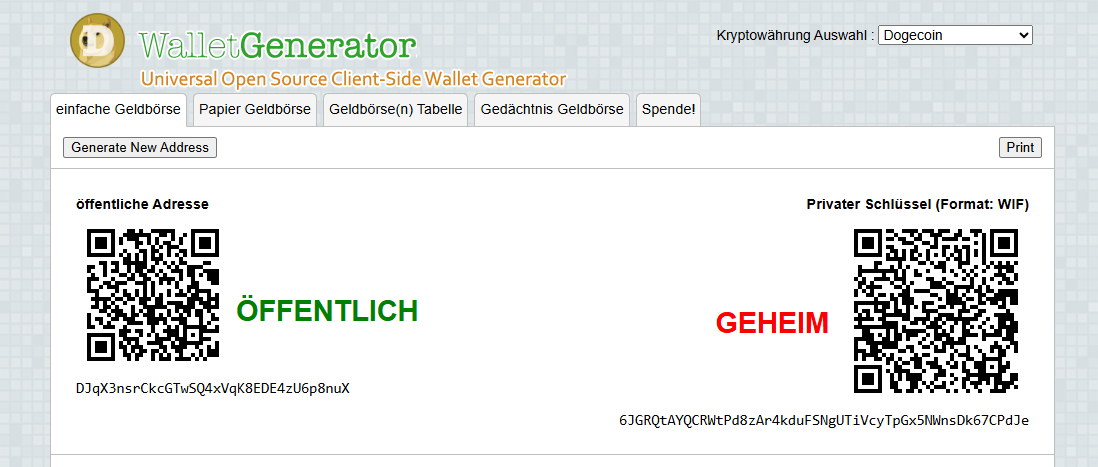 WalletGenerator
Universal Open Source Client-Side Wallet Generator
Kryptowährung Auswahl : Dogecoin
einfache Geldbörse
Papier Geldbörse
Geldbörse(n) Tabelle
Gedächtnis Geldbörse
Spende!
Generate New Address
Print
öffentliche Adresse
Privater Schlüssel (Format: WIF)
ÖFFENTLICH
GEHEIM
DJqX3nsrCkcGTwSQ4xVqK8EDE4zU6p8nuX
6JGRQtAYQCRWtPd8zAr4kduFSNgUTiVcyTpGx5NWnsDk67CPdJe